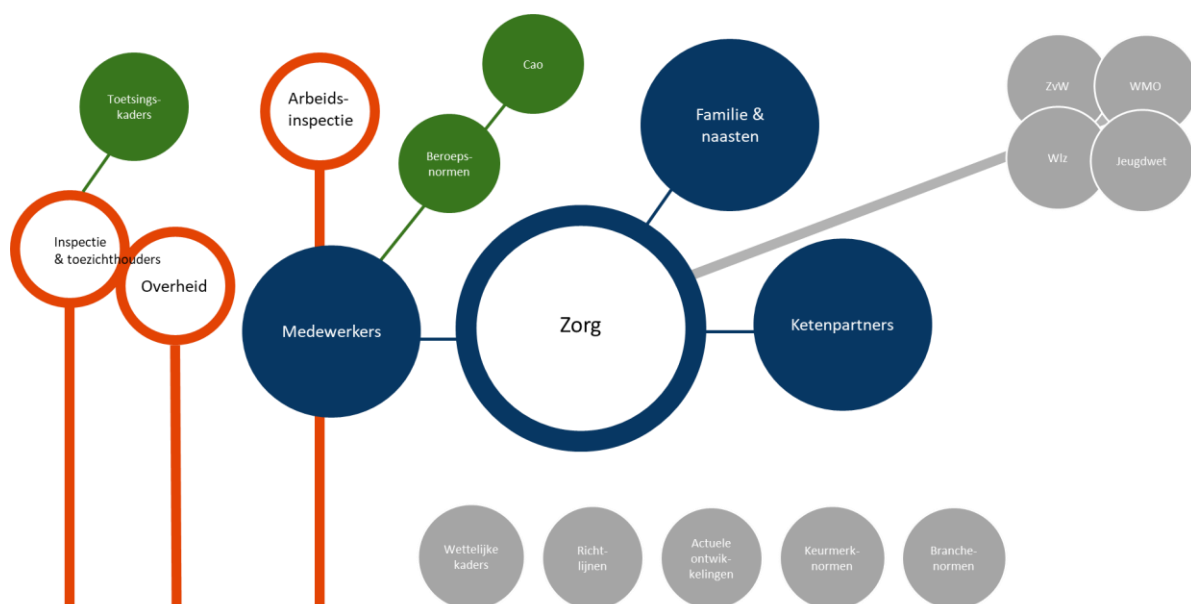 Toetsings-
kaders
Inspectie
& toezichthouders
Overheid
Arbeids-
inspectie
Cao
Beroeps-
normen
Medewerkers
Familie &
naasten
Zorg
Ketenpartners
ZvW
WMO
Wlz
Jeugdwet
Wettelijke
kaders
Richt-
lijnen
Actuele
ontwik-
kelingen
Keurmerk-
normen
Branche-
normen